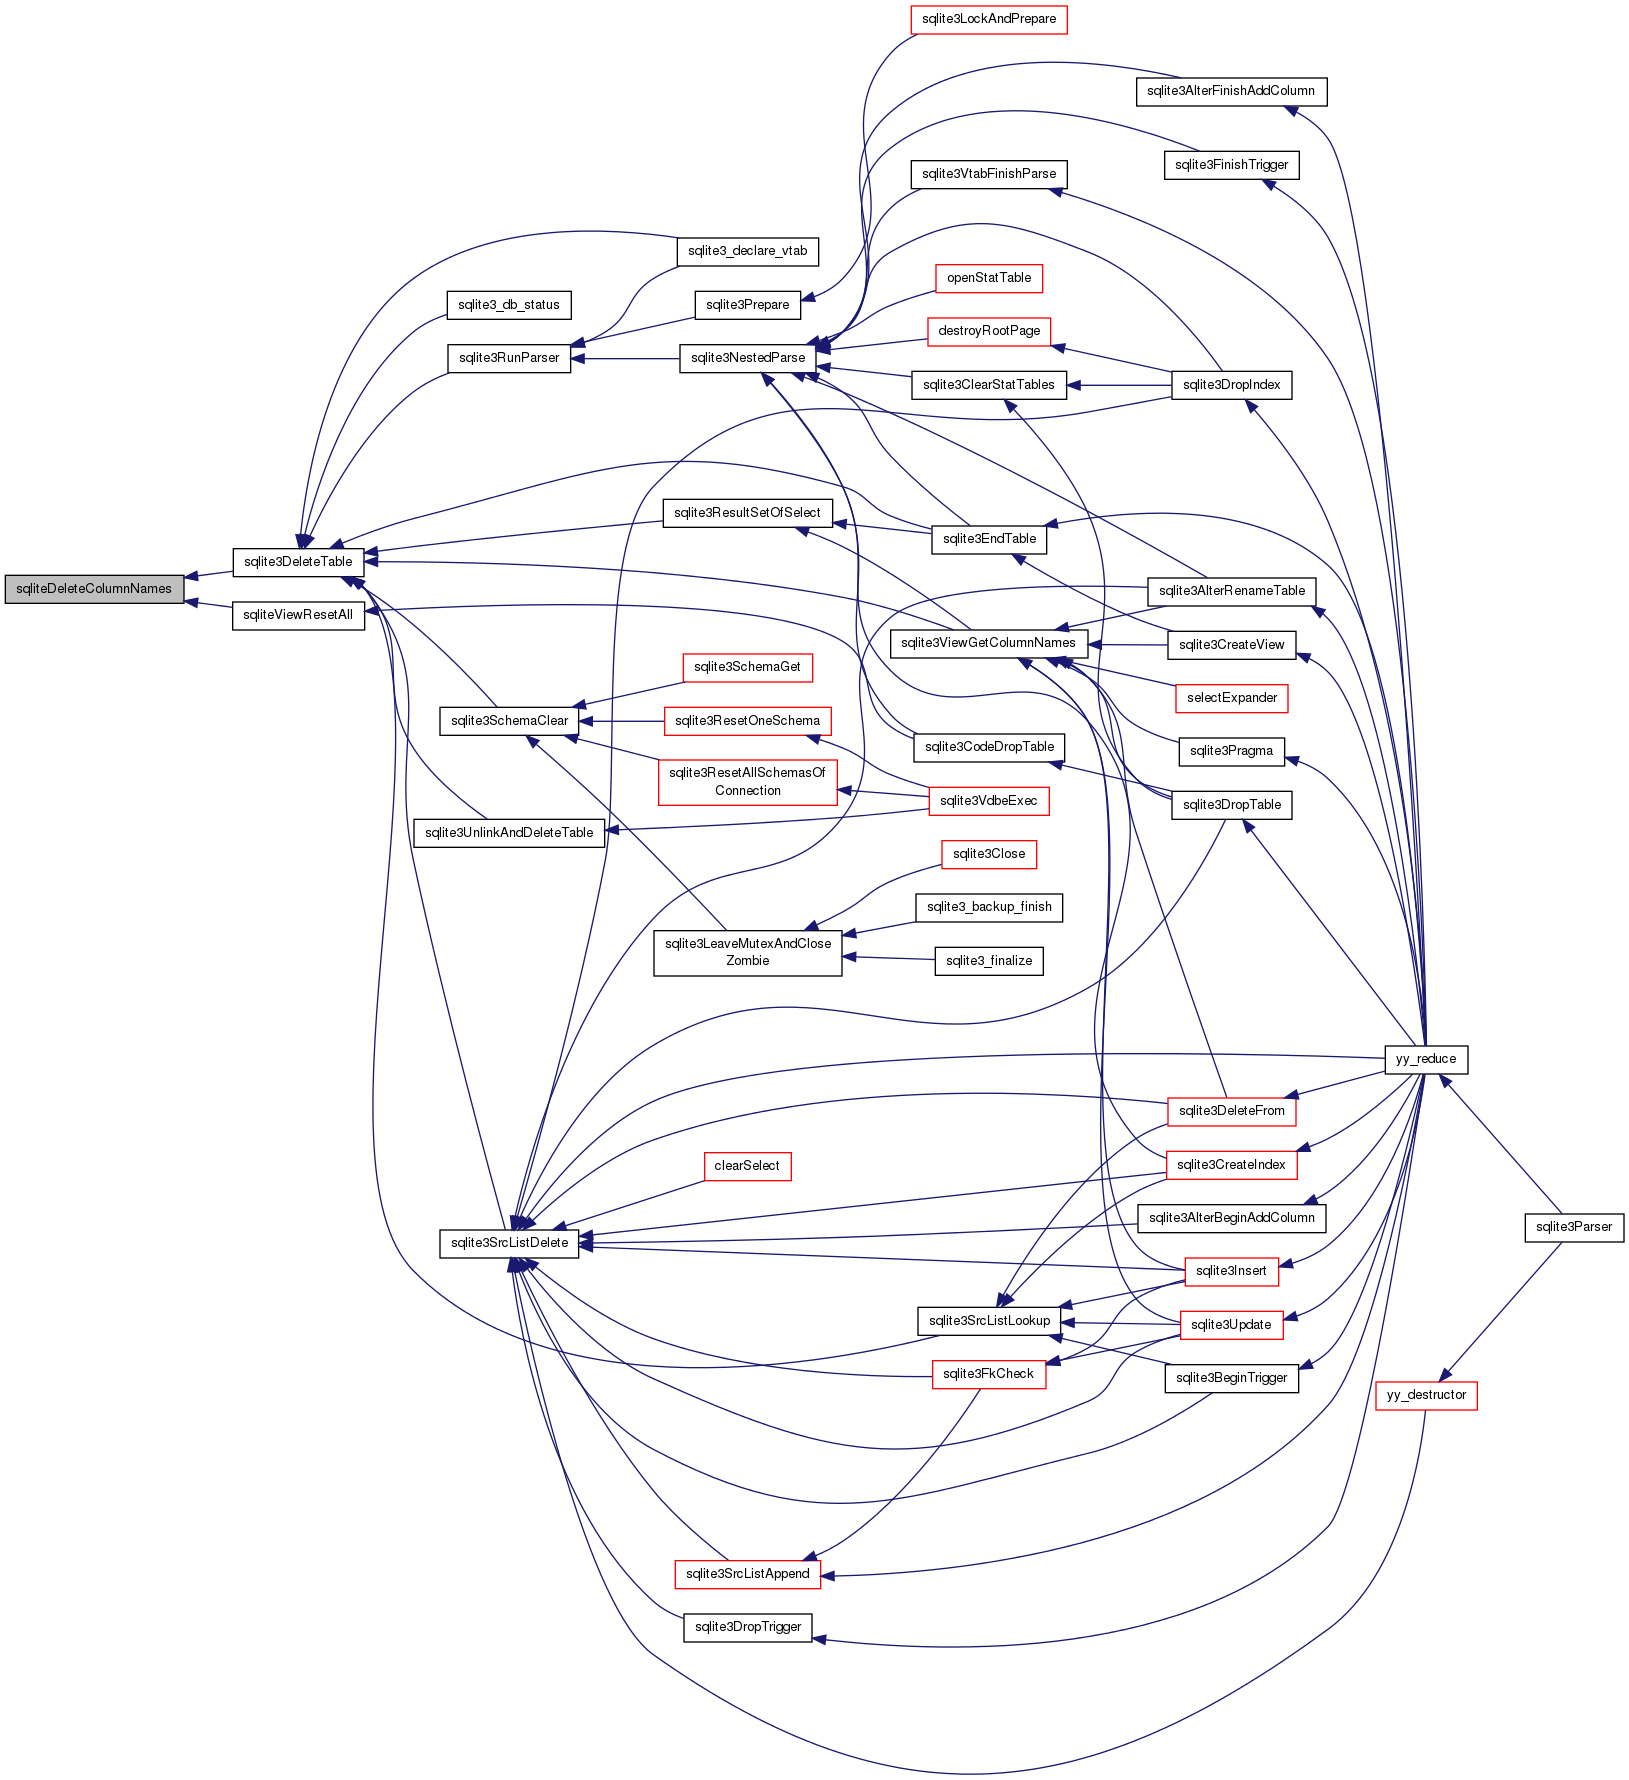 sqlite3LockAndPrepare
sqlite3AlterFinishAddColumn
sqlite3FinishTrigger
sqlite3VtabFinishParse
sqlite3_declare_vtab
openStatTable
sqlite3_db_status
sqlite3Prepare
destroyRootPage
sqlite3RunParser
sqlite3NestedParse
sqlite3ClearStatTables
sqlite3DropIndex
sqlite3ResultSetOfSelect
sqlite3EndTable
sqlite3DeleteTable
sqliteDeleteColumnNames
sqlite3AlterRenameTable
sqliteViewResetAll
sqlite3ViewGetColumnNames
sqlite3CreateView
sqlite3SchemaGet
selectExpander
sqlite3SchemaClear
sqlite3ResetOneSchema
sqlite3CodeDropTable
sqlite3Pragma
sqlite3ResetAllSchemasOf
Connection
sqlite3VdbeExec
sqlite3DropTable
sqlite3UnlinkAndDeleteTable
sqlite3Close
sqlite3_backup_finish
sqlite3LeaveMutexAndClose
Zombie
sqlite3_finalize
yy_reduce
sqlite3DeleteFrom
clearSelect
sqlite3CreateIndex
sqlite3AlterBeginAddColumn
sqlite3Parser
sqlite3SrcListDelete
sqlite3Insert
sqlite3SrcListLookup
sqlite3Update
sqlite3FkCheck
sqlite3BeginTrigger
yy_destructor
sqlite3SrcListAppend
sqlite3DropTrigger